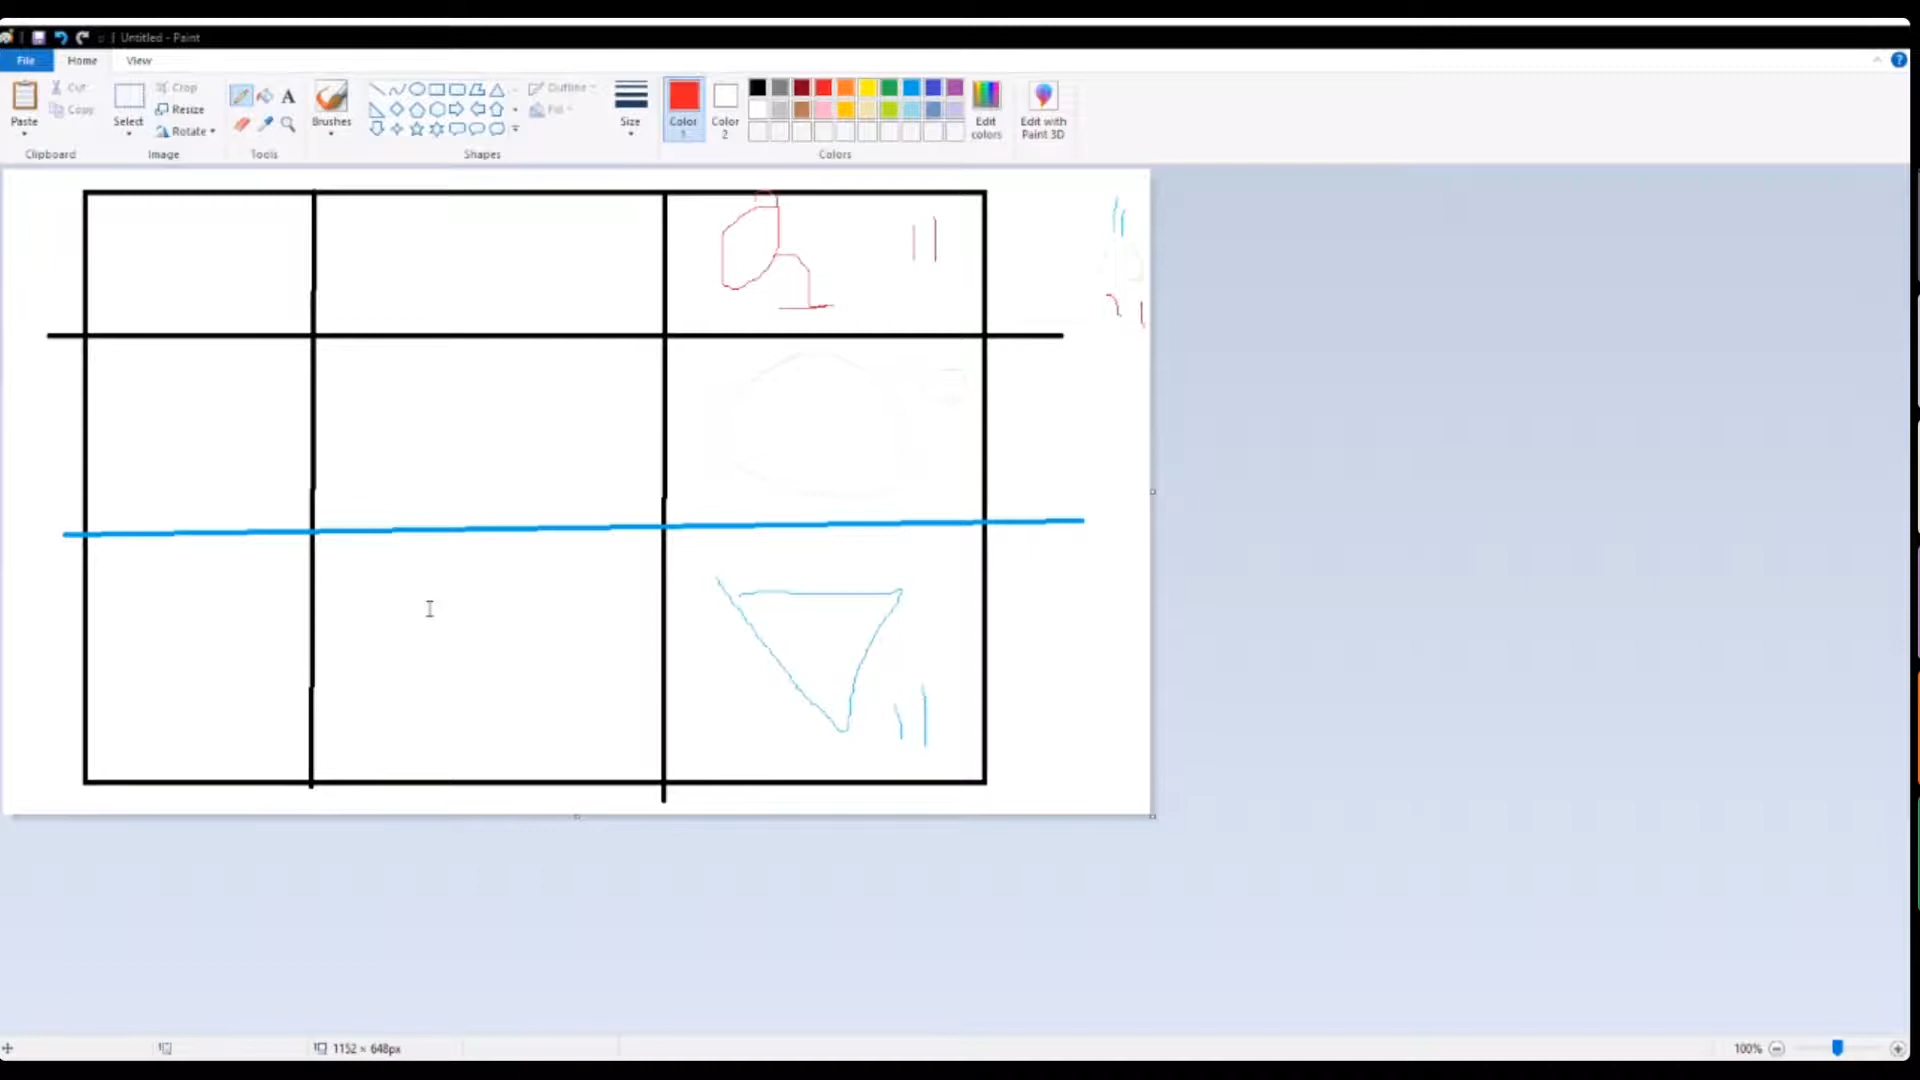 Untitled - Paint
File Home View
Paste
Cut
Copy
Clipboard
Select
Crop
Resize
Rotate
Image
A
Tools
Brushes
Shapes
Outline
Fill
Size
Color 1
Color 2
Edit colors
Colors
Edit with Paint 3D
1152 × 648px
100%